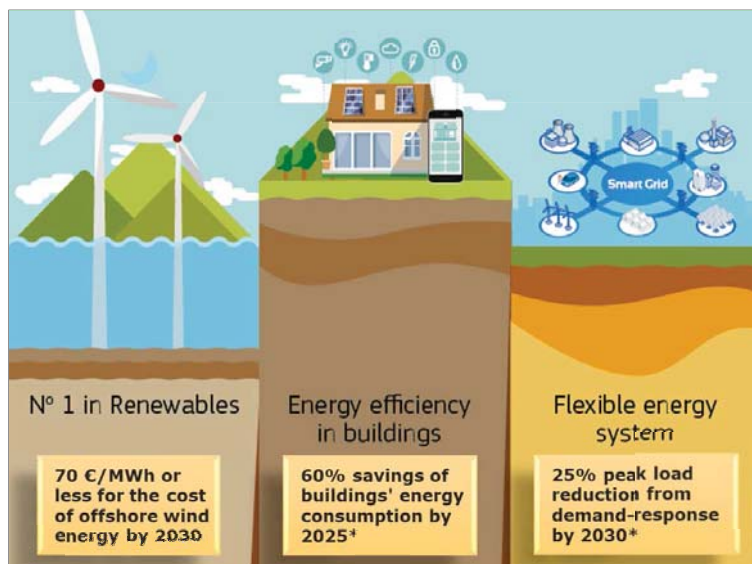 Smart Grid
Nº 1 in Renewables
70 €/MWh or
less for the cost
of offshore wind
energy by 2030
Energy efficiency
in buildings
60% savings of
buildings' energy
consumption by
2025*
Flexible energy
system
25% peak load
reduction from
demand-response
by 2030*